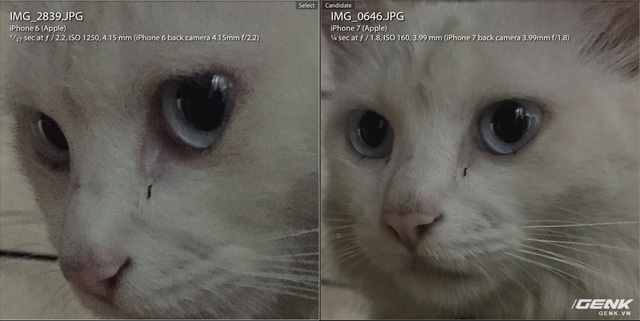 IMG_2839.JPG
iPhone 6 (Apple)
1/17 sec at ƒ / 2.2, ISO 1250, 4.15 mm (iPhone 6 back camera 4.15mm f/2.2)
Select
Candidate
IMG_0646.JPG
iPhone 7 (Apple)
¼ sec at ƒ / 1.8, ISO 160, 3.99 mm (iPhone 7 back camera 3.99mm f/1.8)
/GENK
GENK.VN